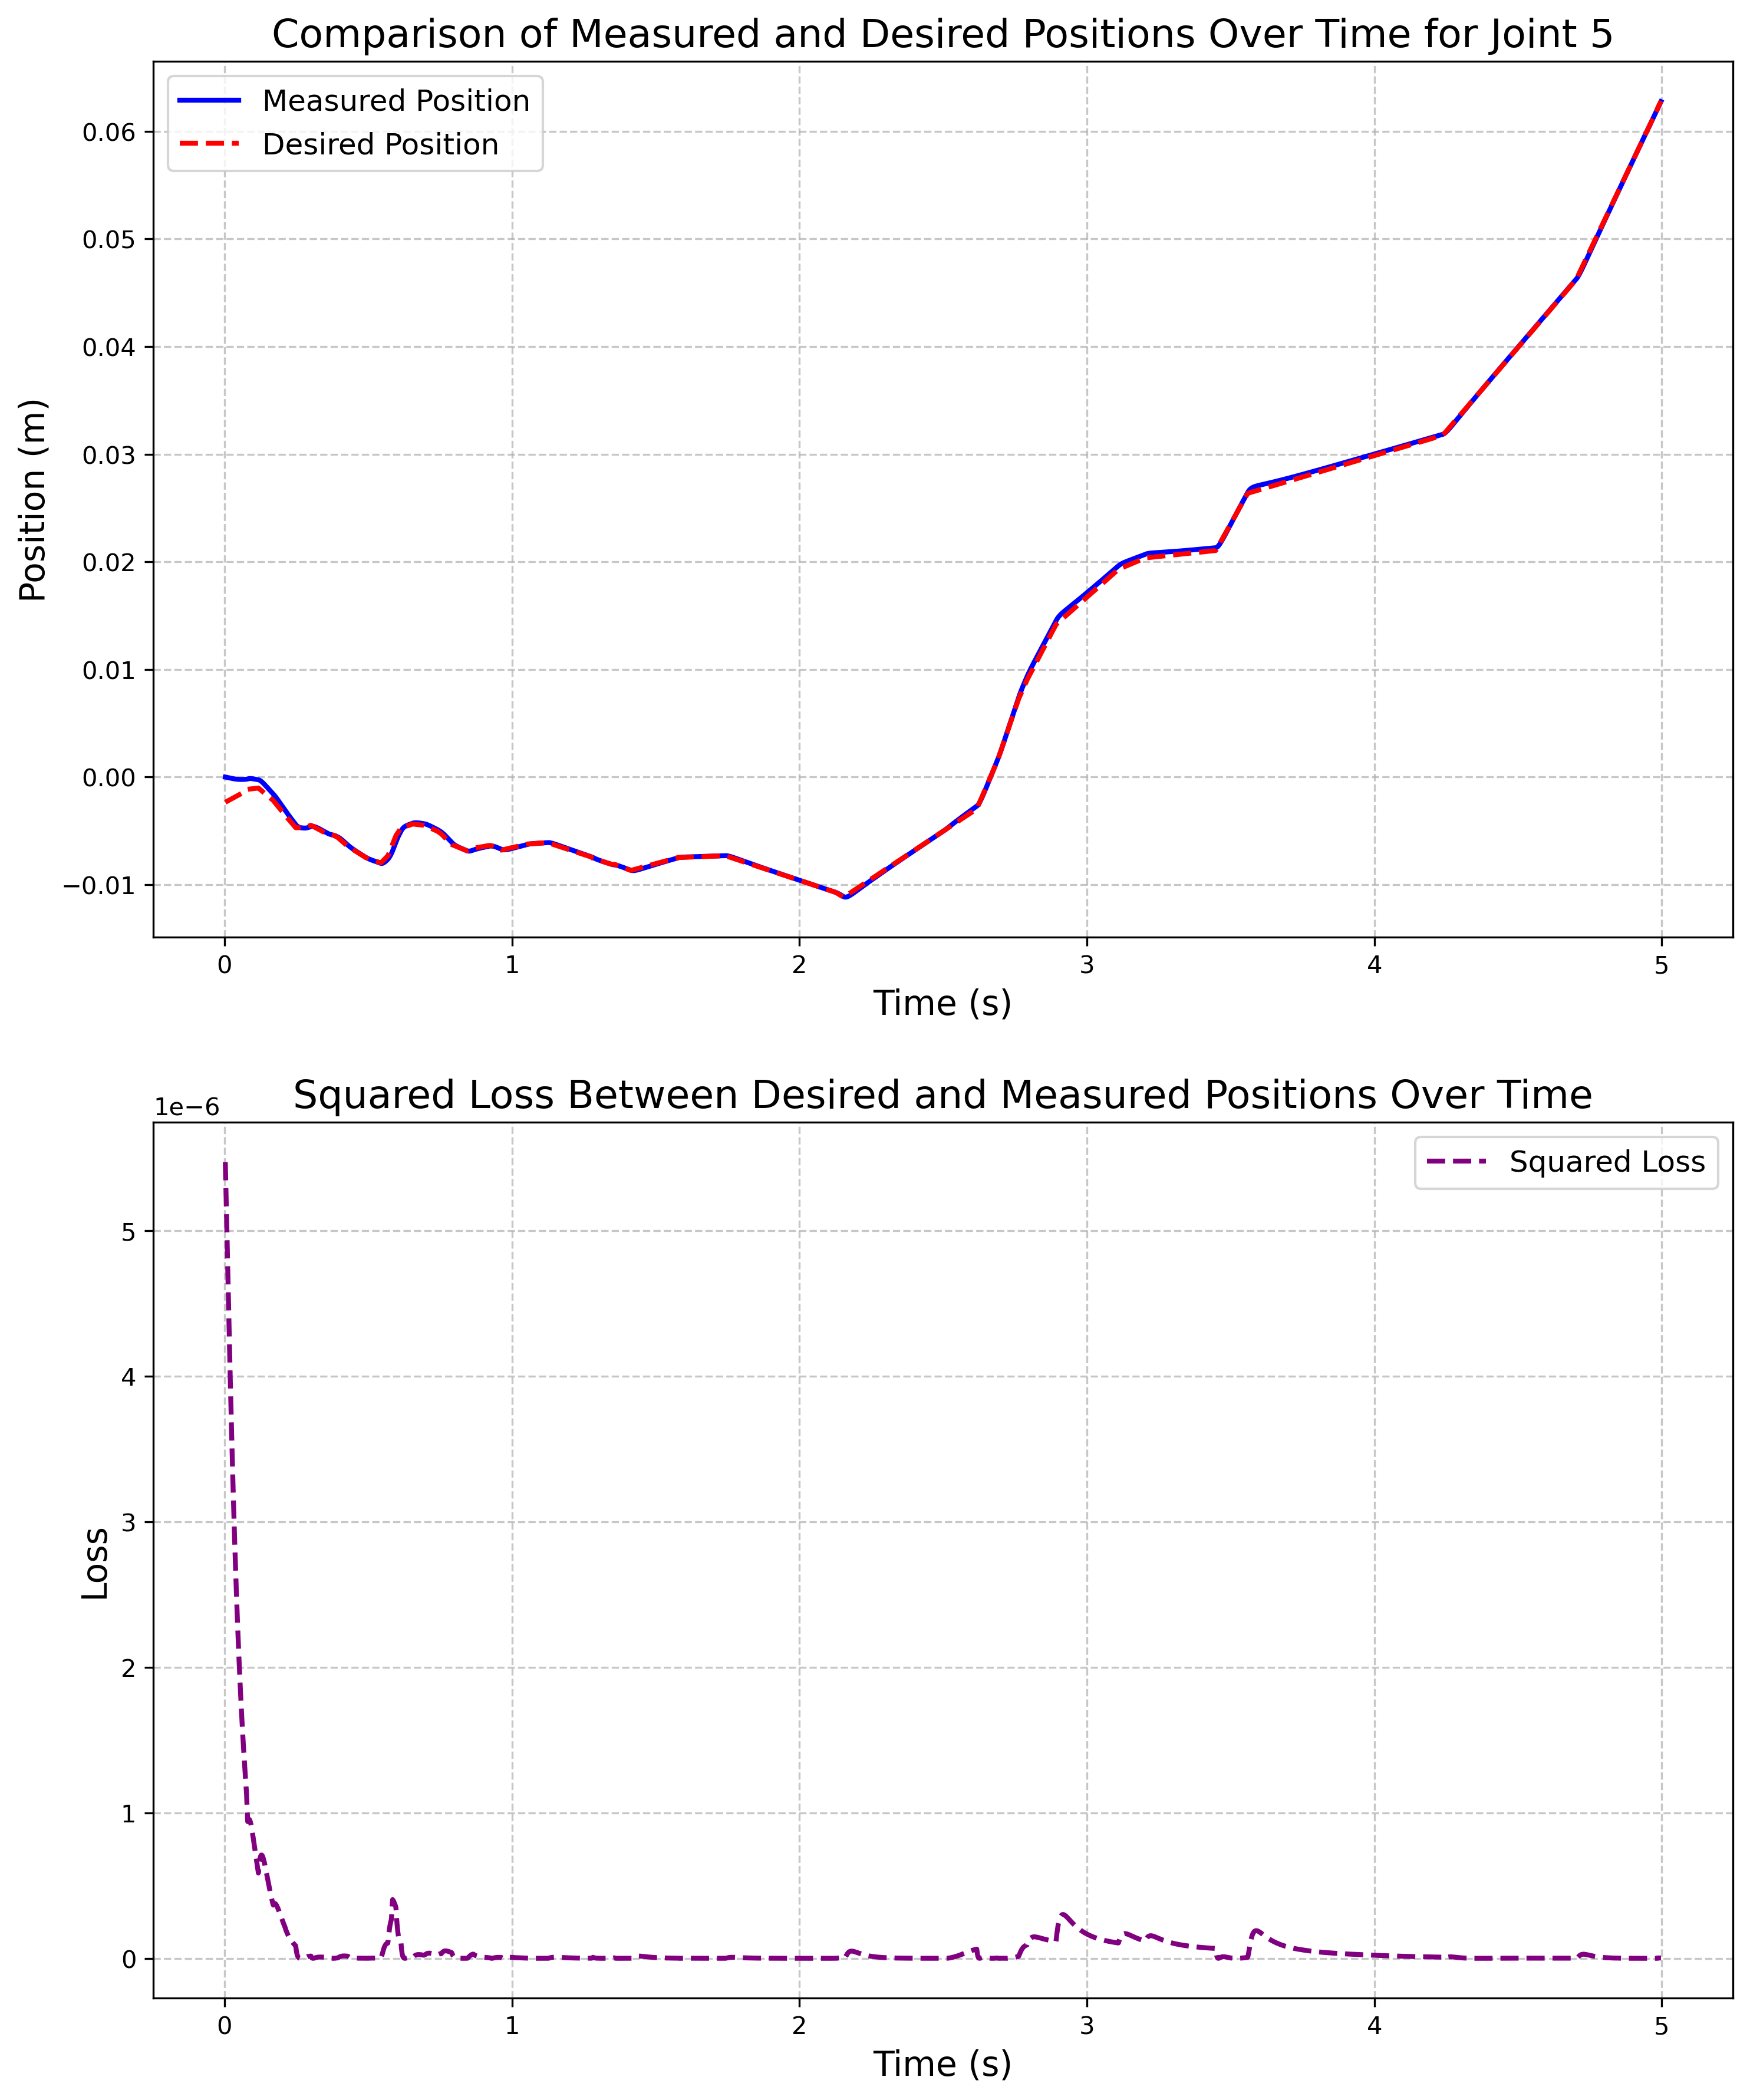 Comparison of Measured and Desired Positions Over Time for Joint 5
Measured Position
Desired Position
0.06
0.05
0.04
0.03
0.02
0.01
0.00
−0.01
Position (m)
0 1 2 3 4 5
Time (s)
Squared Loss Between Desired and Measured Positions Over Time
1e−6
Squared Loss
5
4
3
2
1
0
Loss
0 1 2 3 4 5
Time (s)